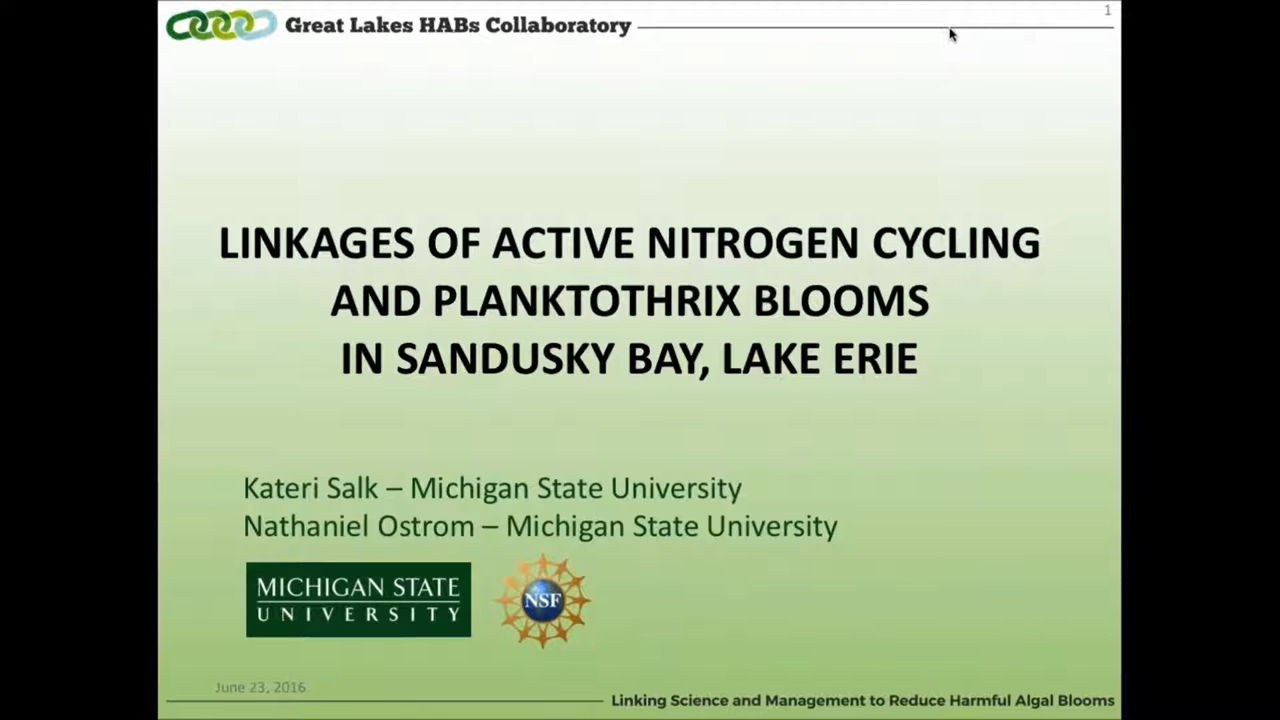 Great Lakes HABs Collaboratory
1
LINKAGES OF ACTIVE NITROGEN CYCLING
AND PLANKTOTHRIX BLOOMS
IN SANDUSKY BAY, LAKE ERIE
Kateri Salk – Michigan State University
Nathaniel Ostrom – Michigan State University
MICHIGAN STATE
UNIVERSITY
NSF
June 23, 2016
Linking Science and Management to Reduce Harmful Algal Blooms